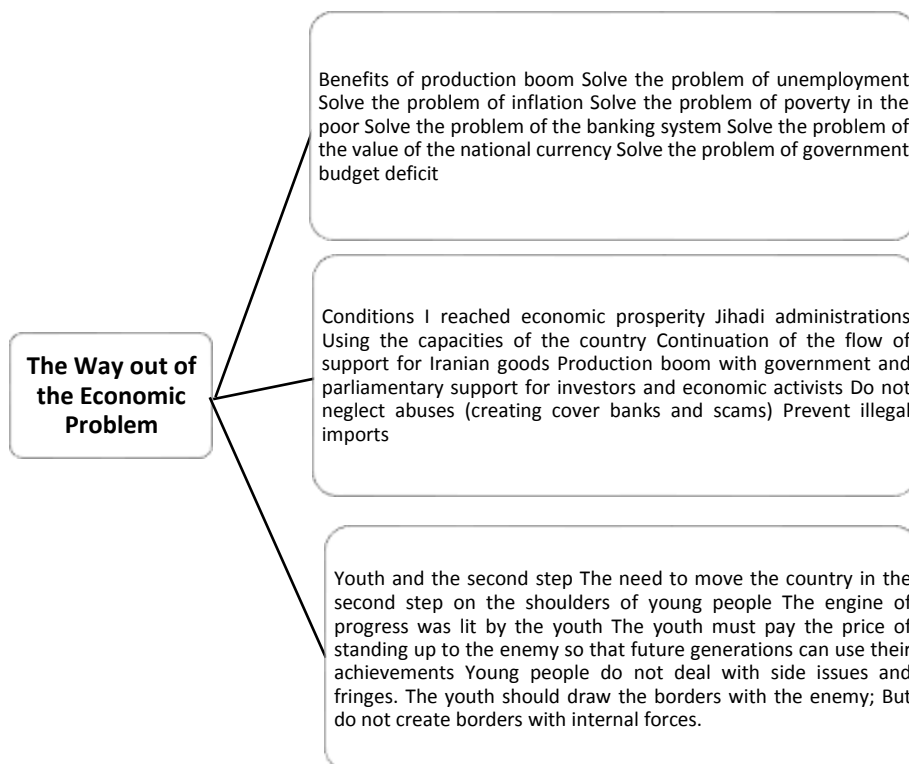 Benefits of production boom Solve the problem of unemployment
Solve the problem of inflation Solve the problem of poverty in the
poor Solve the problem of the banking system Solve the problem of
the value of the national currency Solve the problem of government
budget deficit
The Way out of
the Economic
Problem
Conditions I reached economic prosperity Jihadi administrations
Using the capacities of the country Continuation of the flow of
support for Iranian goods Production boom with government and
parliamentary support for investors and economic activists Do not
neglect abuses (creating cover banks and scams) Prevent illegal
imports
Youth and the second step The need to move the country in the
second step on the shoulders of young people The engine of
progress was lit by the youth The youth must pay the price of
standing up to the enemy so that future generations can use their
achievements Young people do not deal with side issues and
fringes. The youth should draw the borders with the enemy; But
do not create borders with internal forces.